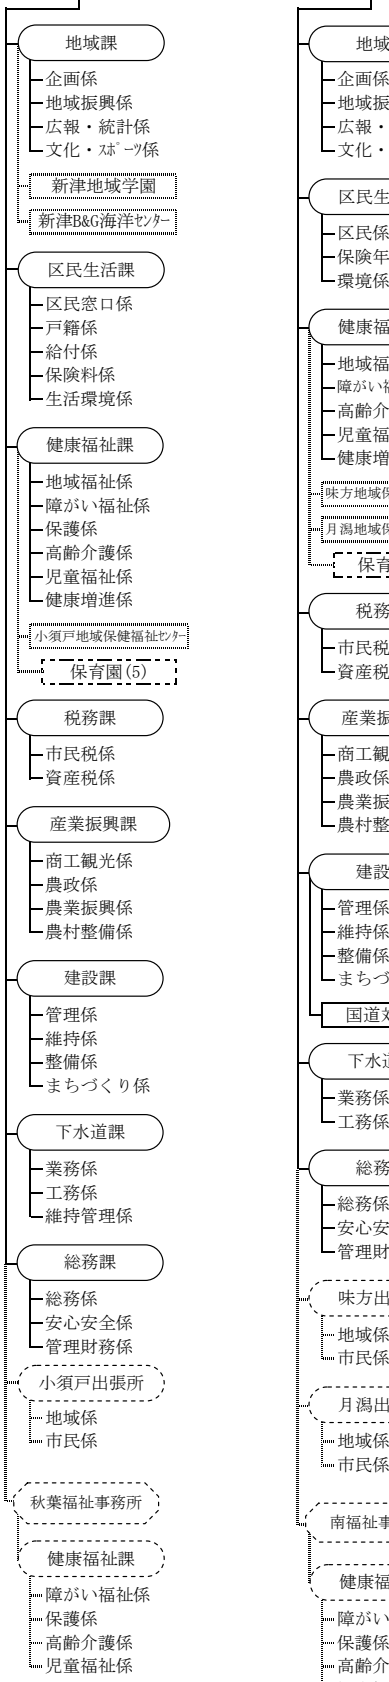 地域課
企画係
地域振興係
広報・統計係
文化・ｽﾎﾟｰﾂ係
新津地域学園
新津B&G海洋ｾﾝﾀｰ
区民生活課
区民窓口係
戸籍係
給付係
保険料係
生活環境係
健康福祉課
地域福祉係
障がい福祉係
保護係
高齢介護係
児童福祉係
健康増進係
小須戸地域保健福祉ｾﾝﾀｰ
保育園(5)
税務課
市民税係
資産税係
産業振興課
商工観光係
農政係
農業振興係
農村整備係
建設課
管理係
維持係
整備係
まちづくり係
下水道課
業務係
工務係
維持管理係
総務課
総務係
安心安全係
管理財務係
小須戸出張所
地域係
市民係
秋葉福祉事務所
健康福祉課
障がい福祉係
保護係
高齢介護係
児童福祉係
地域
企画係
地域振
広報・
文化・
区民生
区民係
保険年
環境係
健康福
地域福
障がい福
高齢介
児童福
健康増
味方地域保
月潟地域保
保育
税務
市民税
資産税
産業振
商工観
農政係
農業振
農村整
建設
管理係
維持係
整備係
まちづ
国道
下水道
業務係
工務係
総務
総務係
安心安
管理財
味方出
地域係
市民係
月潟出
地域係
市民係
南福祉事
健康福
障がい
保護係
高齢介